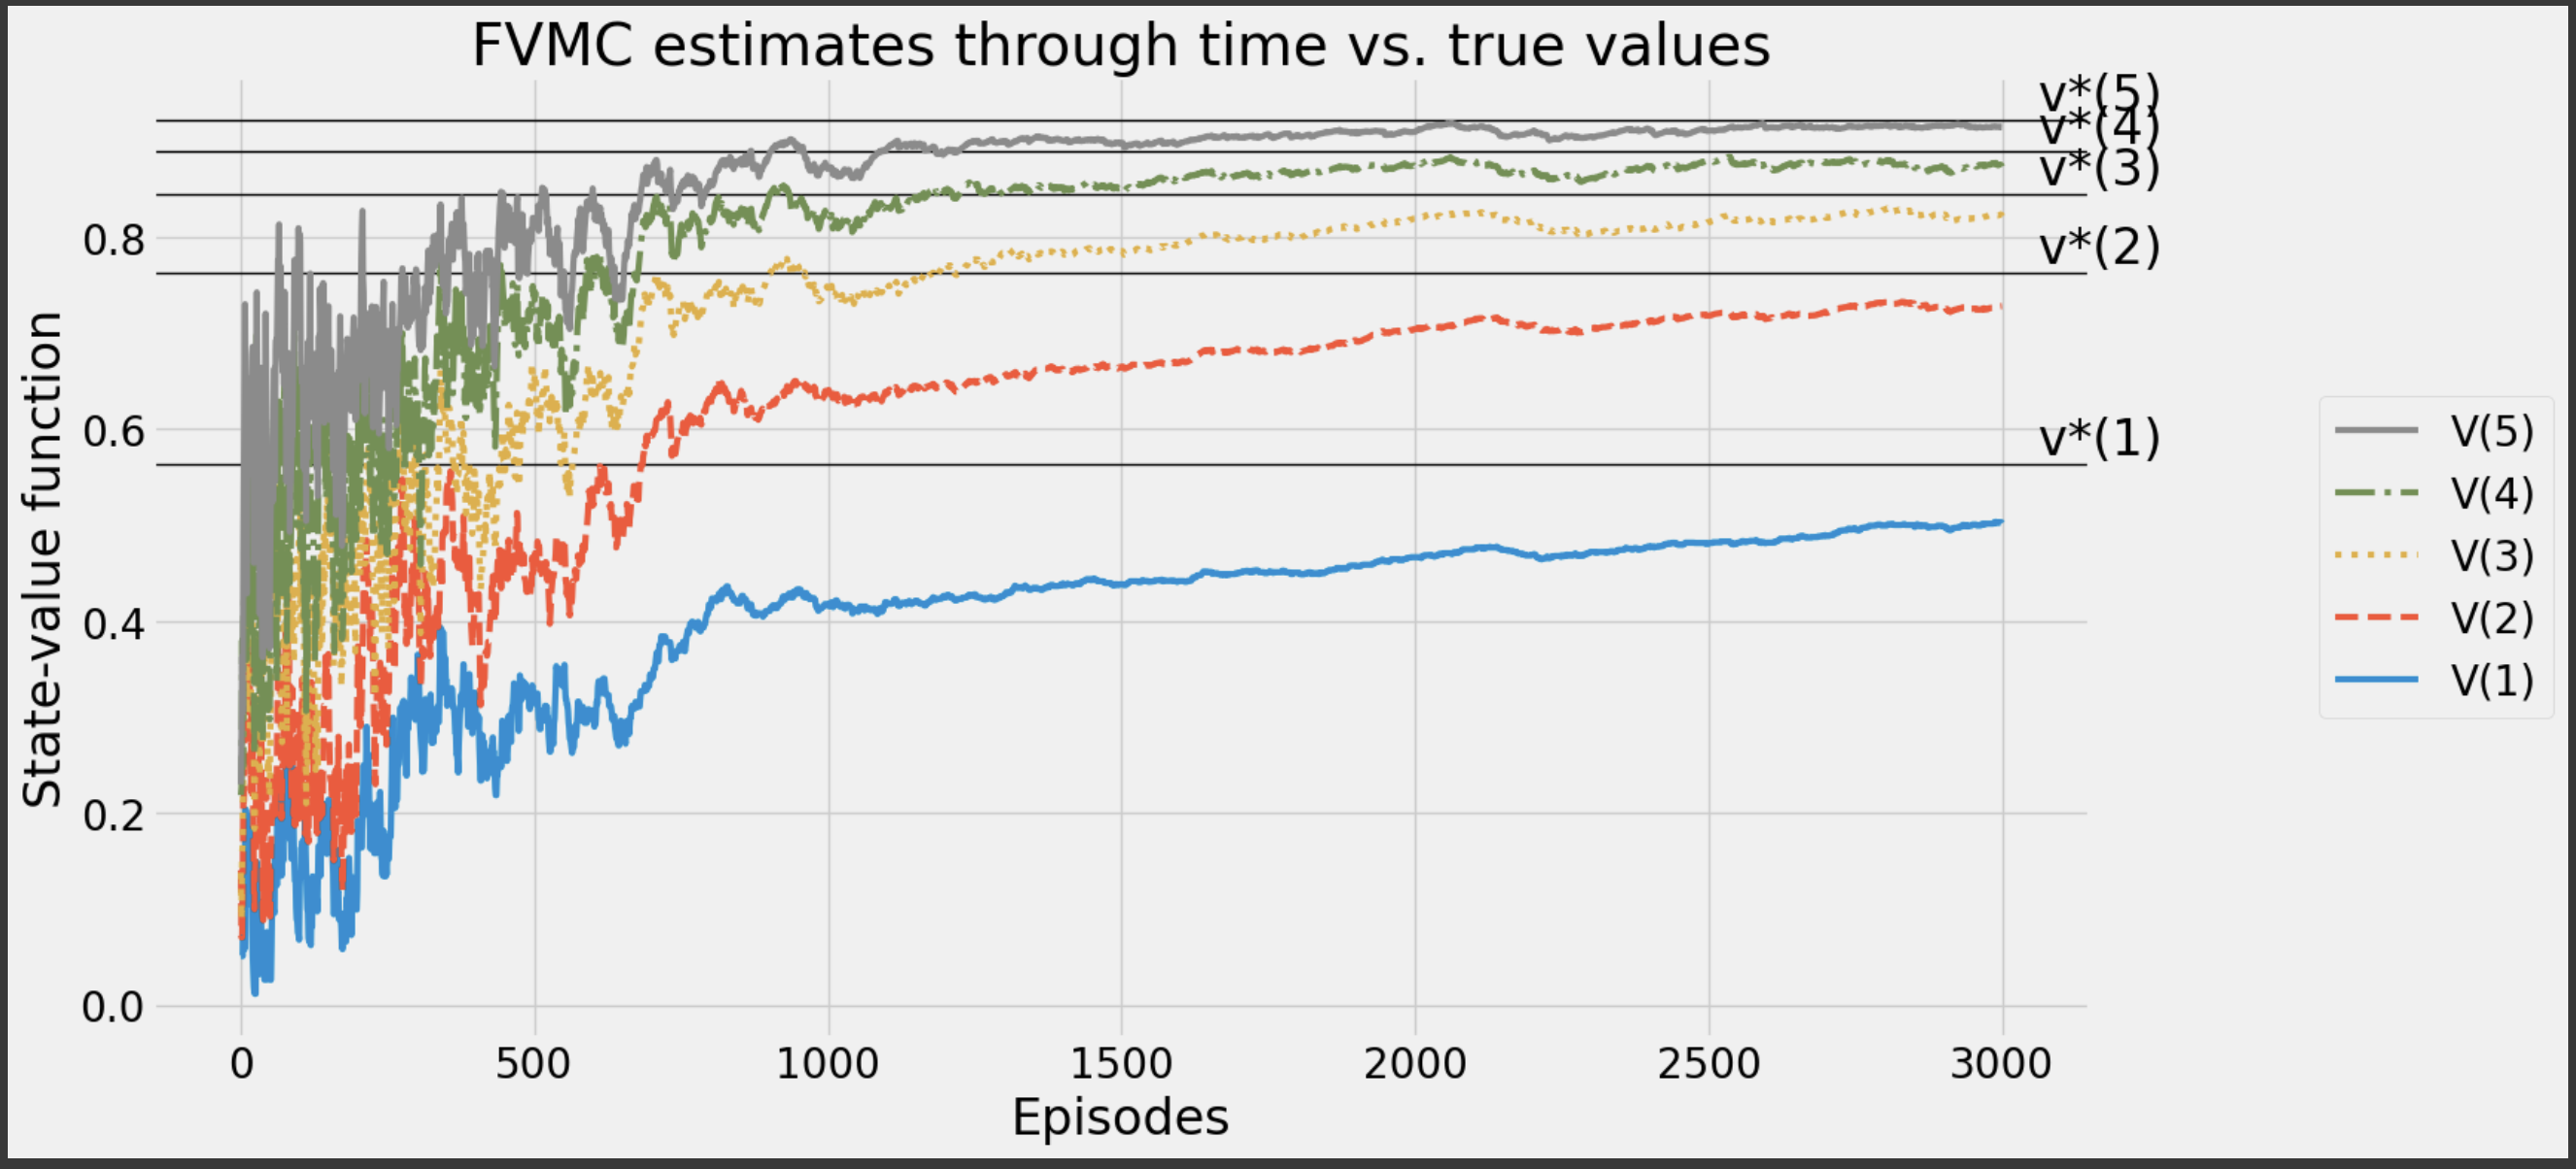 FVMC estimates through time vs. true values
v*(5)
v*(4)
v*(3)
v*(2)
v*(1)
State-value function
0.8
0.6
0.4
0.2
0.0
0 500 1000 1500 2000 2500 3000
Episodes
V(5)
V(4)
V(3)
V(2)
V(1)